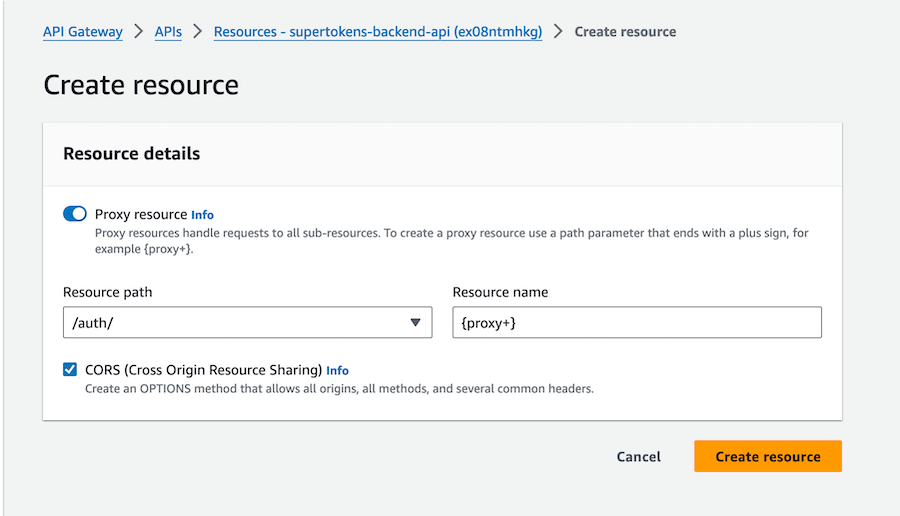 API Gateway > APIs > Resources - supertokens-backend-api (ex08ntmhkg) > Create resource
Create resource
Resource details
Proxy resource Info
Proxy resources handle requests to all sub-resources. To create a proxy resource use a path parameter that ends with a plus sign, for
example {proxy+}.
Resource path
/auth/
Resource name
{proxy+}
CORS (Cross Origin Resource Sharing) Info
Create an OPTIONS method that allows all origins, all methods, and several common headers.
Cancel
Create resource